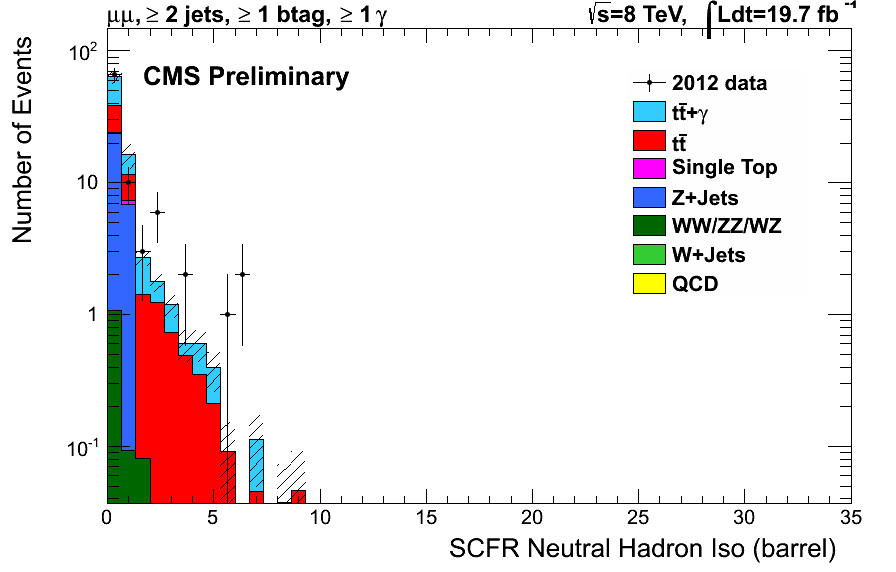 μμ, ≥ 2 jets, ≥ 1 btag, ≥ 1 γ √s=8 TeV, ∫Ldt=19.7 fb⁻¹
CMS Preliminary
2012 data
tt̄+γ
tt̄
Single Top
Z+Jets
WW/ZZ/WZ
W+Jets
QCD
Number of Events
10²
10
1
10⁻¹
0 5 10 15 20 25 30 35
SCFR Neutral Hadron Iso (barrel)